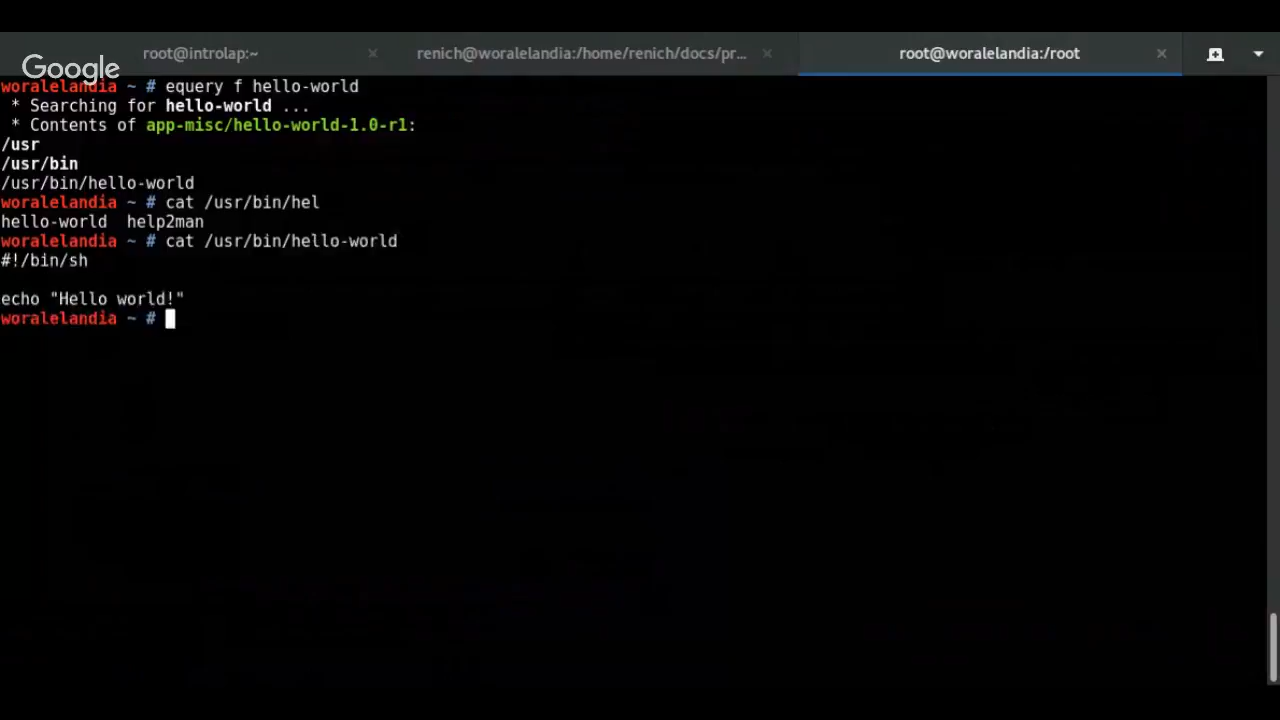 root@introlap:~
renich@woralelandia:/home/renich/docs/pr...
root@woralelandia:/root
Google
woralelandia ~ # equery f hello-world
* Searching for hello-world ...
* Contents of app-misc/hello-world-1.0-r1:
/usr
/usr/bin
/usr/bin/hello-world
woralelandia ~ # cat /usr/bin/hel
hello-world  help2man
woralelandia ~ # cat /usr/bin/hello-world
#!/bin/sh
echo "Hello world!"
woralelandia ~ #